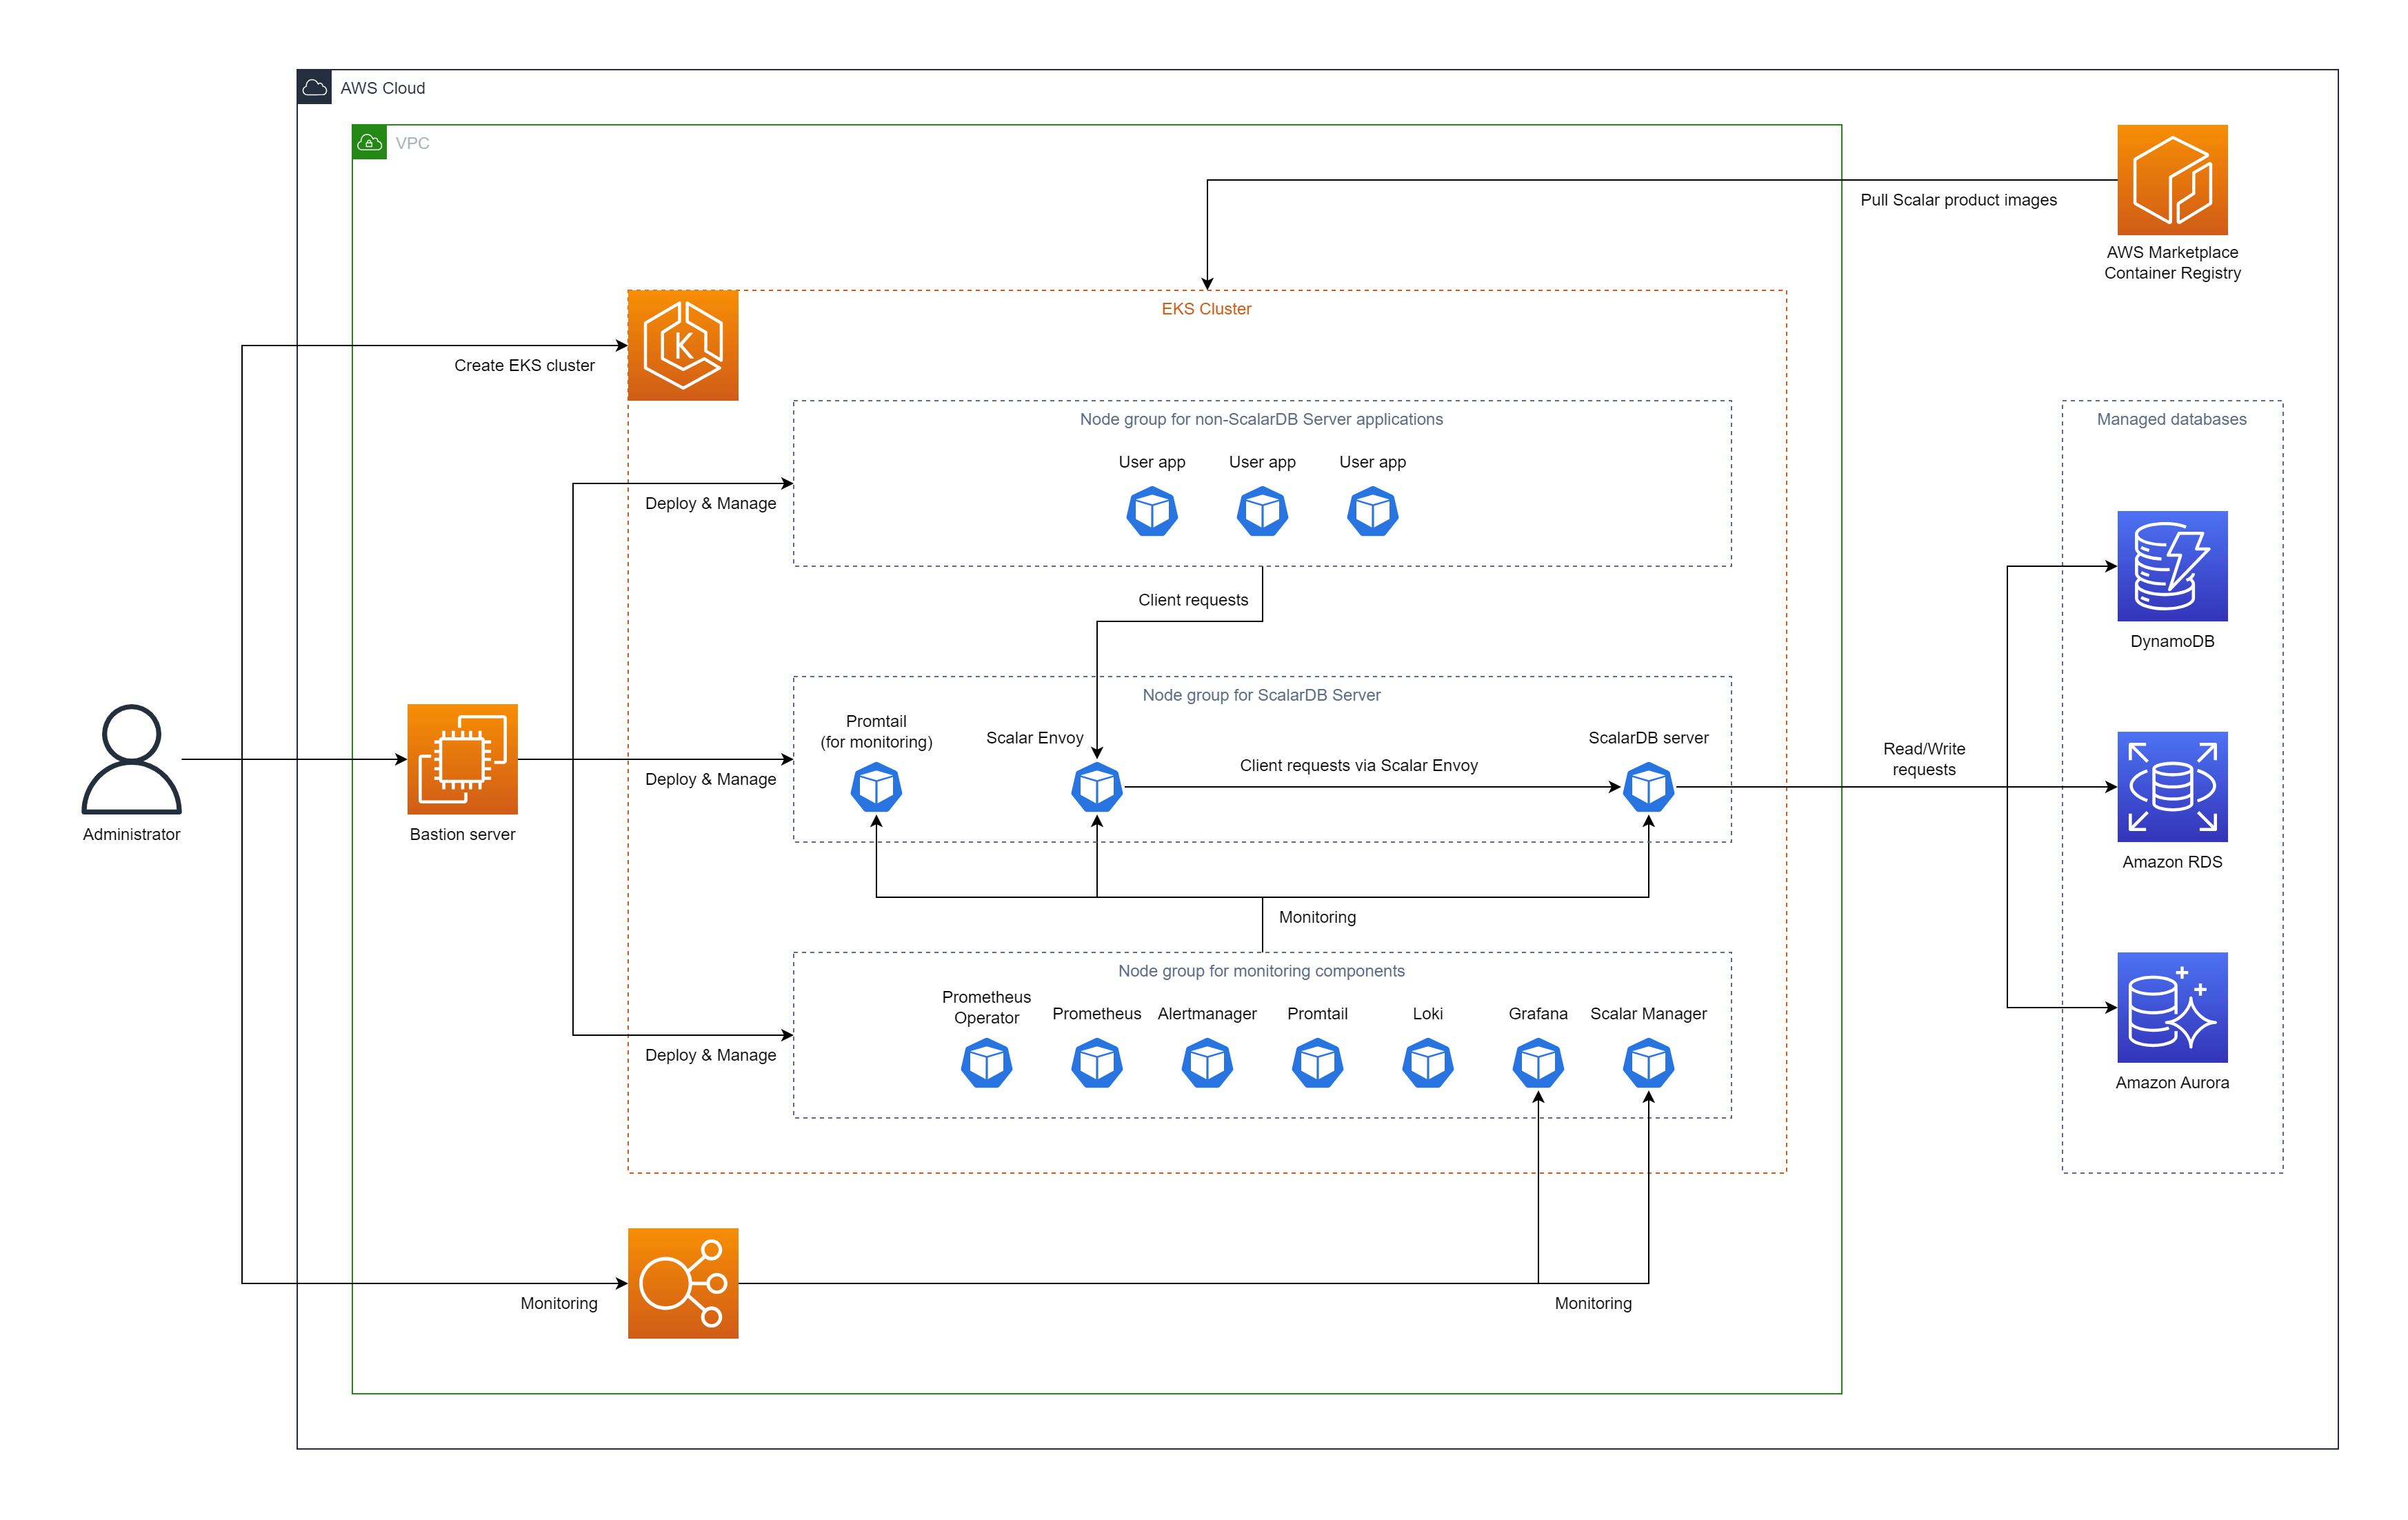 AWS Cloud
VPC
Pull Scalar product images
AWS Marketplace
Container Registry
EKS Cluster
K
Create EKS cluster
Node group for non-ScalarDB Server applications
Managed databases
User app
User app
User app
Deploy & Manage
Client requests
DynamoDB
Node group for ScalarDB Server
Promtail
(for monitoring)
Scalar Envoy
ScalarDB server
Client requests via Scalar Envoy
Read/Write
requests
Deploy & Manage
Administrator
Bastion server
Amazon RDS
Monitoring
Node group for monitoring components
Prometheus
Operator
Prometheus
Alertmanager
Promtail
Loki
Grafana
Scalar Manager
Deploy & Manage
Amazon Aurora
Monitoring
Monitoring